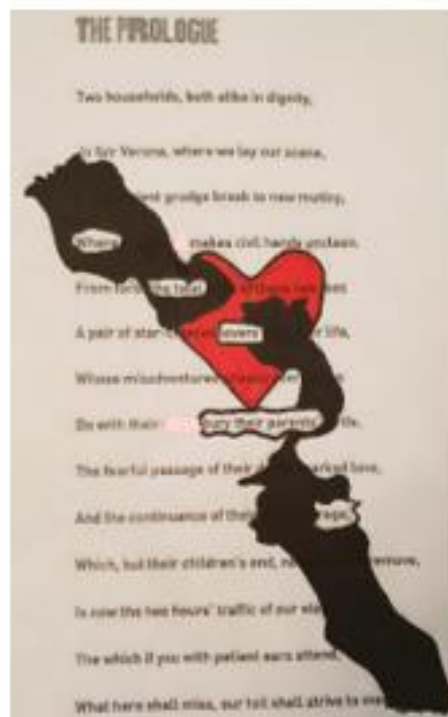 THE PROLOGUE
Two households, both alike in dignity,
In fair Verona, where we lay our scene,
grudge break to new mutiny,
Where makes civil hands unclean.
From forth the fatal of these two
A pair of star lovers life,
Whose misadventured
Do with their bury their parents
The fearful passage of their marked love,
And the continuance of their rage,
Which, but their children's end, remove,
Is now the two hours' traffic of our
The which if you with patient ears attend,
What here shall miss, our toil shall strive to